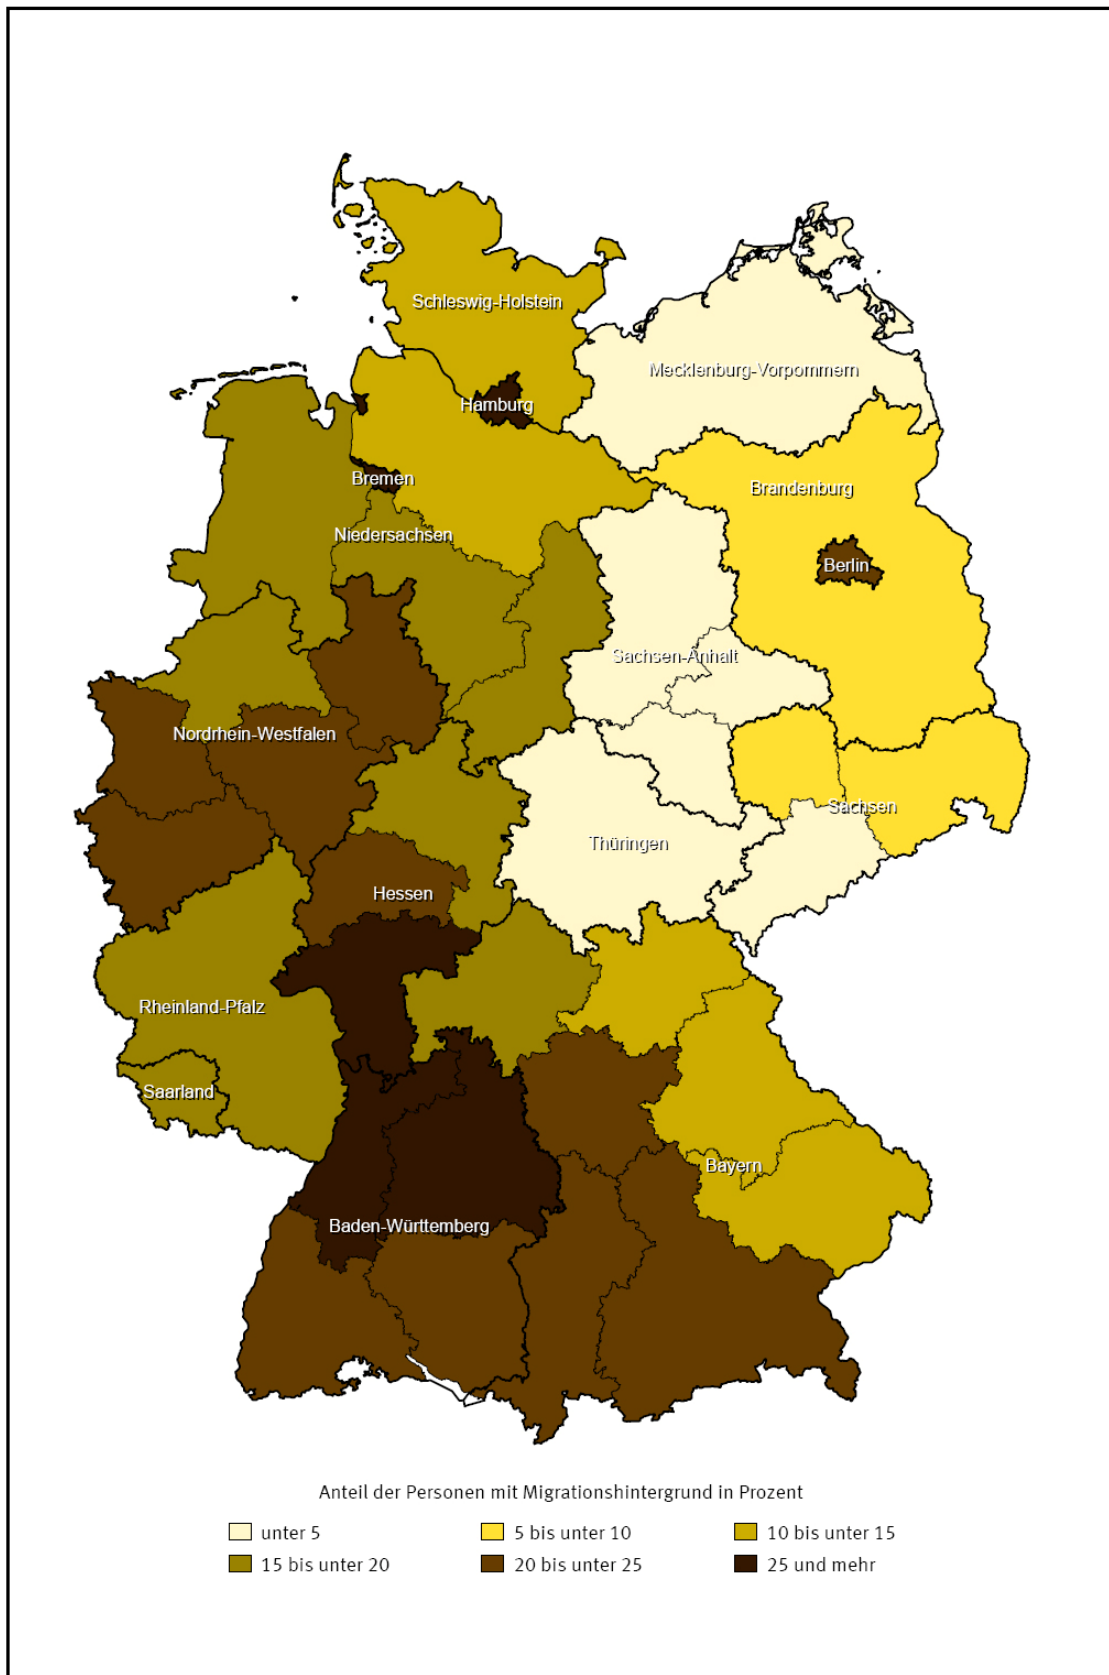 Schleswig-Holstein
Mecklenburg-Vorpommern
Hamburg
Bremen
Brandenburg
Niedersachsen
Berlin
Sachsen-Anhalt
Nordrhein-Westfalen
Sachsen
Thüringen
Hessen
Rheinland-Pfalz
Saarland
Bayern
Baden-Württemberg
Anteil der Personen mit Migrationshintergrund in Prozent
unter 5 5 bis unter 10 10 bis unter 15
15 bis unter 20 20 bis unter 25 25 und mehr